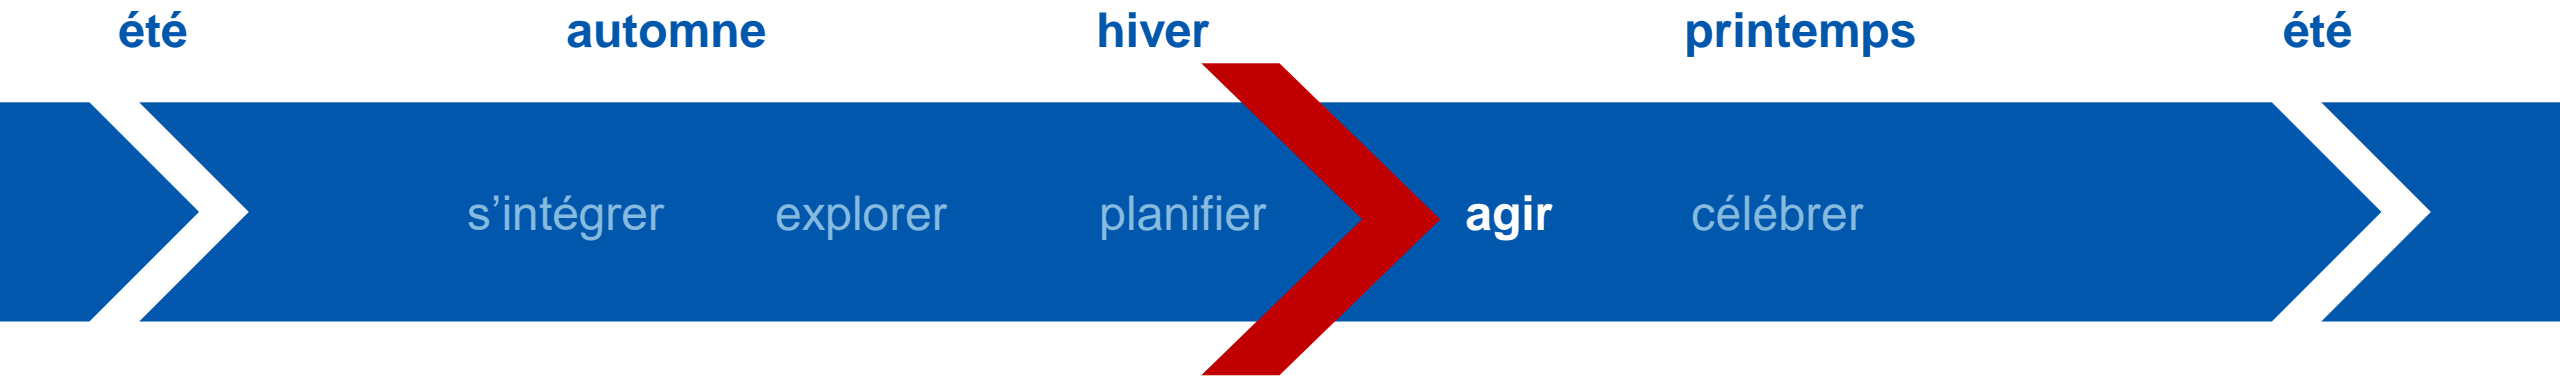 été automne hiver printemps été
s’intégrer explorer planifier agir célébrer